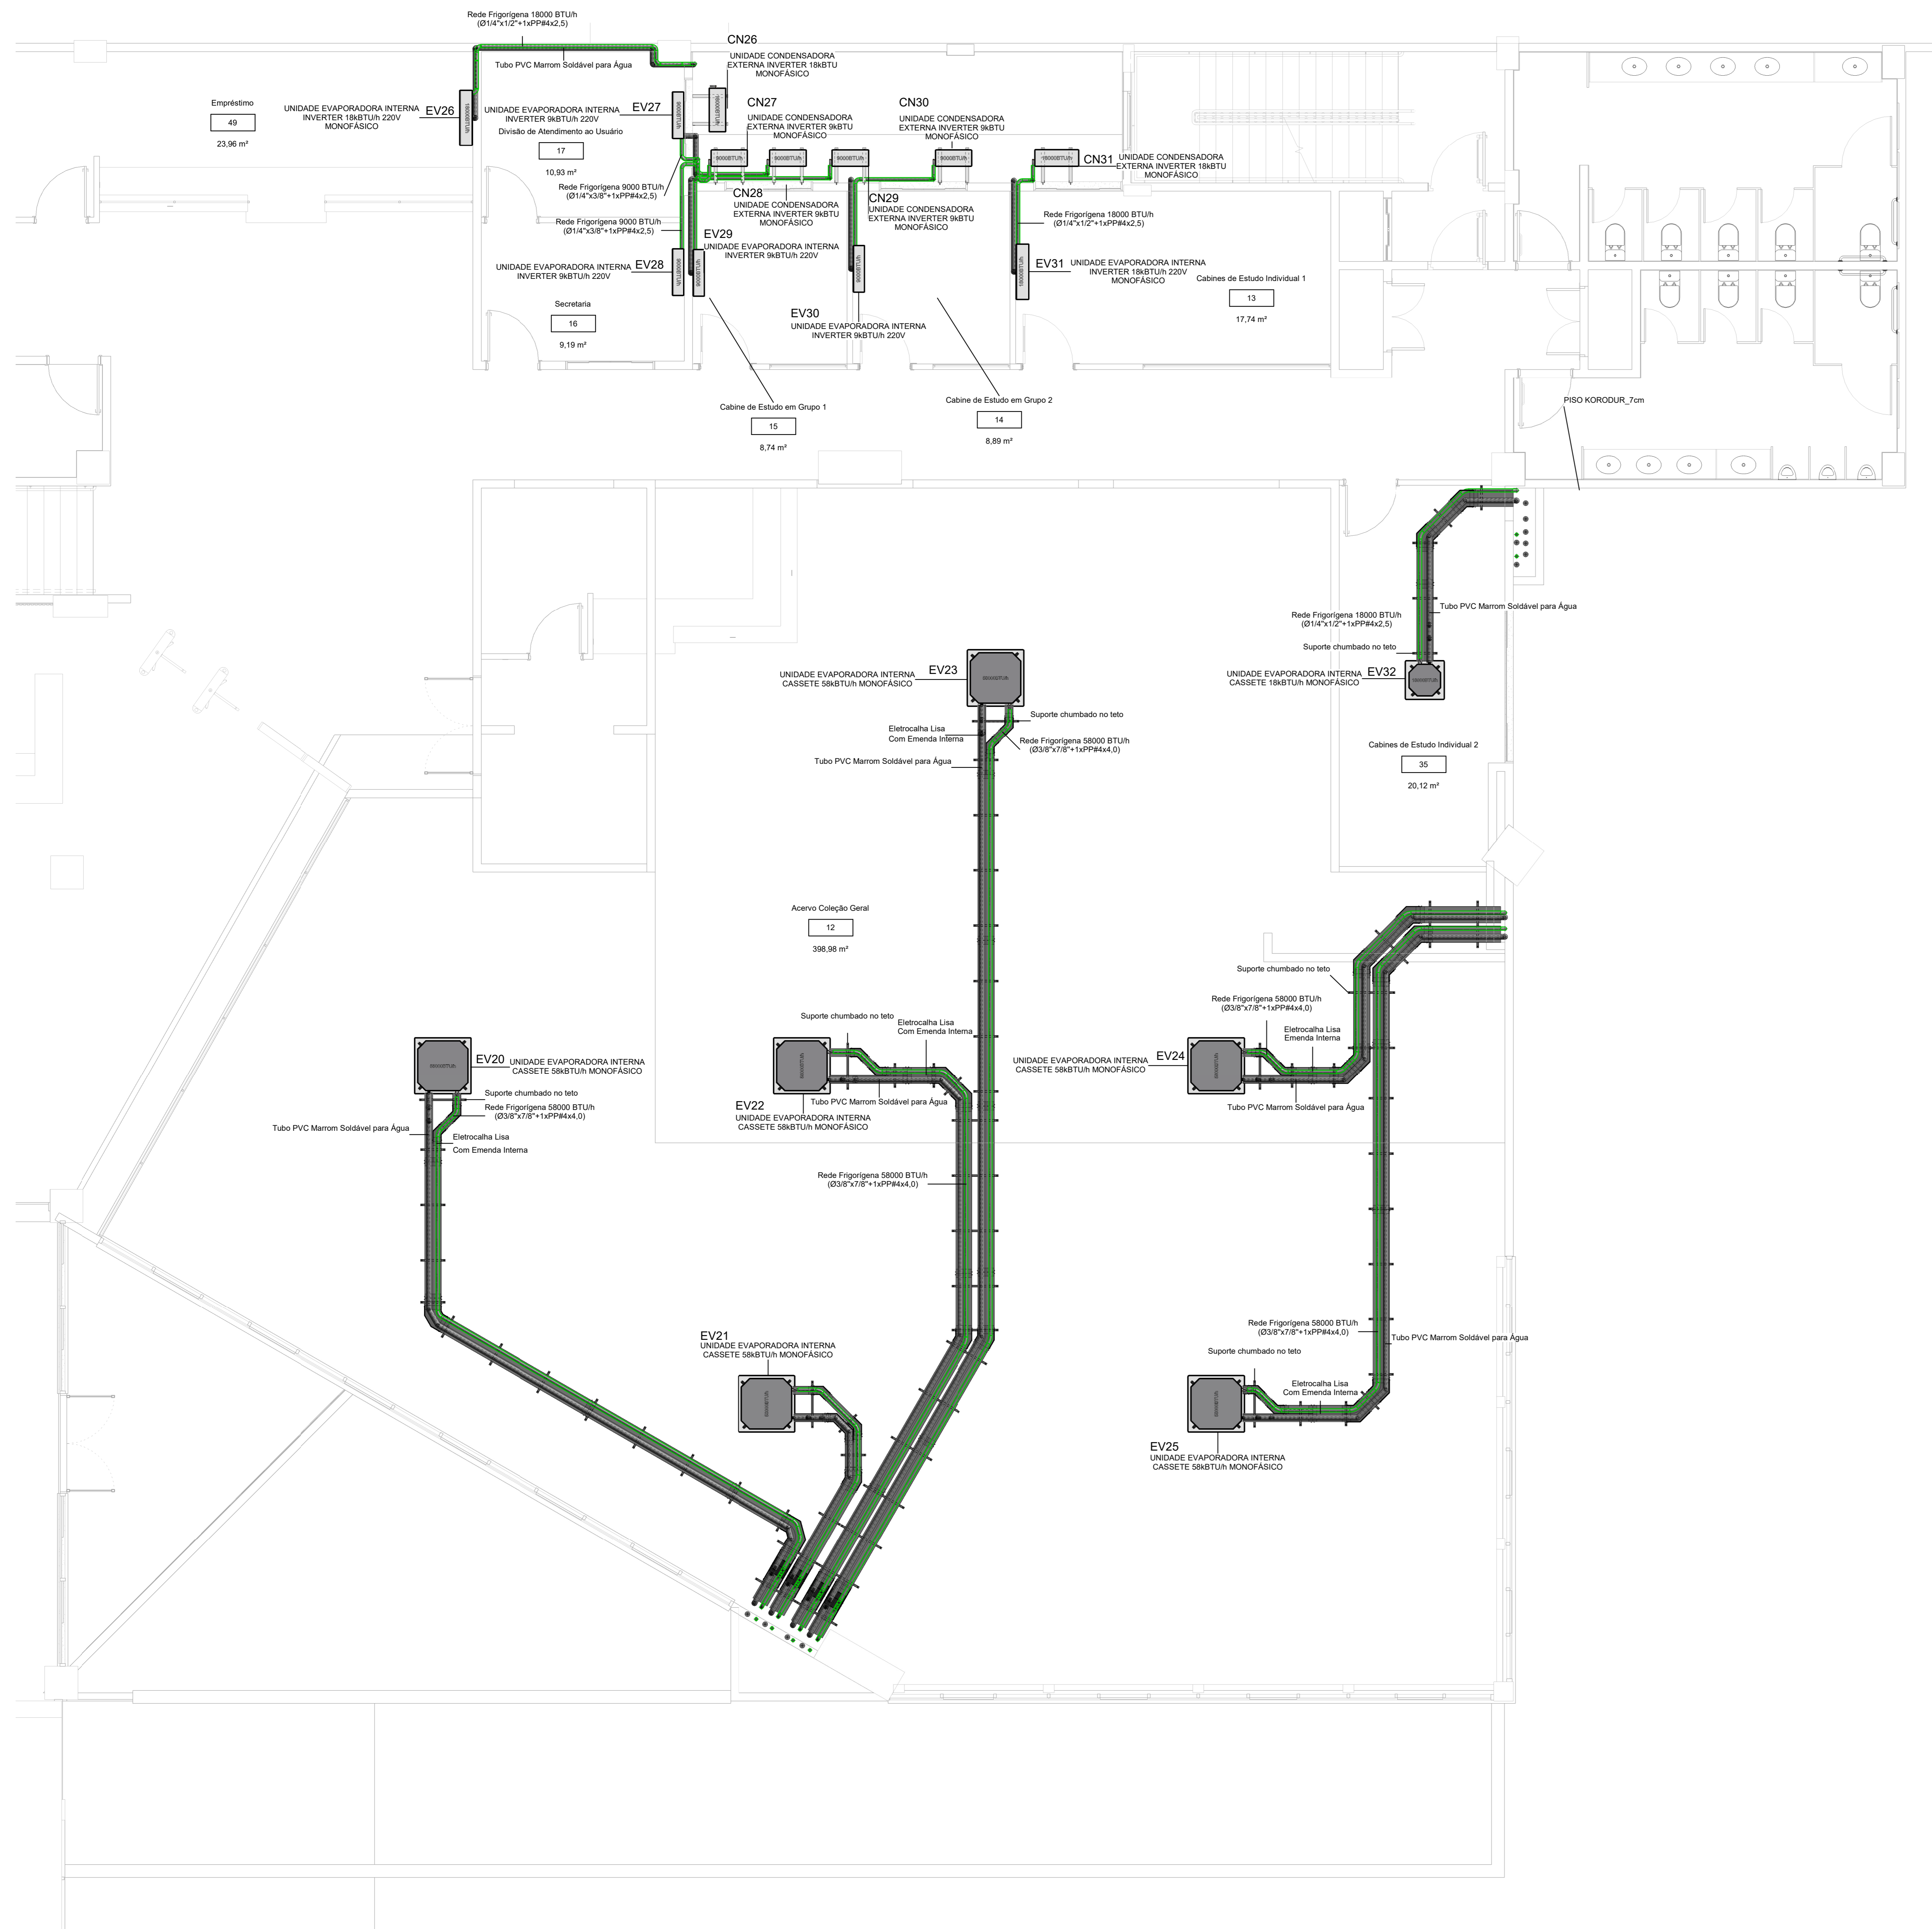 Rede Frigorígena 18000 BTU/h
(Ø1/4"x1/2"+1xPP#4x2,5)
Tubo PVC Marrom Soldável para Água
CN26
UNIDADE CONDENSADORA
EXTERNA INVERTER 18kBTU
MONOFÁSICO
Empréstimo
49
23,96 m²
UNIDADE EVAPORADORA INTERNA
INVERTER 18kBTU/h 220V
MONOFÁSICO
EV26
18000BTU/h
UNIDADE EVAPORADORA INTERNA
INVERTER 9kBTU/h 220V
EV27
9000BTU/h
18000BTU/h
Divisão de Atendimento ao Usuário
17
10,93 m²
CN27
UNIDADE CONDENSADORA
EXTERNA INVERTER 9kBTU
MONOFÁSICO
CN30
UNIDADE CONDENSADORA
EXTERNA INVERTER 9kBTU
MONOFÁSICO
9000BTU/h
9000BTU/h
9000BTU/h
9000BTU/h
18000BTU/h
CN31
UNIDADE CONDENSADORA
EXTERNA INVERTER 18kBTU
MONOFÁSICO
Rede Frigorígena 9000 BTU/h
(Ø1/4"x3/8"+1xPP#4x2,5)
CN28
UNIDADE CONDENSADORA
EXTERNA INVERTER 9kBTU
MONOFÁSICO
CN29
UNIDADE CONDENSADORA
EXTERNA INVERTER 9kBTU
MONOFÁSICO
Rede Frigorígena 9000 BTU/h
(Ø1/4"x3/8"+1xPP#4x2,5)
Rede Frigorígena 18000 BTU/h
(Ø1/4"x1/2"+1xPP#4x2,5)
EV29
UNIDADE EVAPORADORA INTERNA
INVERTER 9kBTU/h 220V
UNIDADE EVAPORADORA INTERNA
INVERTER 9kBTU/h 220V
EV28
9000BTU/h
9000BTU/h
9000BTU/h
18000BTU/h
EV31
UNIDADE EVAPORADORA INTERNA
INVERTER 18kBTU/h 220V
MONOFÁSICO
Cabines de Estudo Individual 1
13
17,74 m²
Secretaria
16
9,19 m²
EV30
UNIDADE EVAPORADORA INTERNA
INVERTER 9kBTU/h 220V
Cabine de Estudo em Grupo 1
15
8,74 m²
Cabine de Estudo em Grupo 2
14
8,89 m²
PISO KORODUR_7cm
Rede Frigorígena 18000 BTU/h
(Ø1/4"x1/2"+1xPP#4x2,5)
Tubo PVC Marrom Soldável para Água
Suporte chumbado no teto
UNIDADE EVAPORADORA INTERNA
CASSETE 18kBTU/h MONOFÁSICO
EV32
18000BTU/h
UNIDADE EVAPORADORA INTERNA
CASSETE 58kBTU/h MONOFÁSICO
EV23
Suporte chumbado no teto
Eletrocalha Lisa
Com Emenda Interna
Rede Frigorígena 58000 BTU/h
(Ø3/8"x7/8"+1xPP#4x4,0)
Tubo PVC Marrom Soldável para Água
Cabines de Estudo Individual 2
35
20,12 m²
Acervo Coleção Geral
12
398,98 m²
Suporte chumbado no teto
Rede Frigorígena 58000 BTU/h
(Ø3/8"x7/8"+1xPP#4x4,0)
Eletrocalha Lisa
Emenda Interna
Suporte chumbado no teto
Eletrocalha Lisa
Com Emenda Interna
EV20
UNIDADE EVAPORADORA INTERNA
CASSETE 58kBTU/h MONOFÁSICO
UNIDADE EVAPORADORA INTERNA
CASSETE 58kBTU/h MONOFÁSICO
EV24
Suporte chumbado no teto
Rede Frigorígena 58000 BTU/h
(Ø3/8"x7/8"+1xPP#4x4,0)
Tubo PVC Marrom Soldável para Água
Eletrocalha Lisa
Com Emenda Interna
EV22
UNIDADE EVAPORADORA INTERNA
CASSETE 58kBTU/h MONOFÁSICO
Tubo PVC Marrom Soldável para Água
Tubo PVC Marrom Soldável para Água
Rede Frigorígena 58000 BTU/h
(Ø3/8"x7/8"+1xPP#4x4,0)
Rede Frigorígena 58000 BTU/h
(Ø3/8"x7/8"+1xPP#4x4,0)
Tubo PVC Marrom Soldável para Água
Suporte chumbado no teto
EV21
UNIDADE EVAPORADORA INTERNA
CASSETE 58kBTU/h MONOFÁSICO
Eletrocalha Lisa
Com Emenda Interna
EV25
UNIDADE EVAPORADORA INTERNA
CASSETE 58kBTU/h MONOFÁSICO